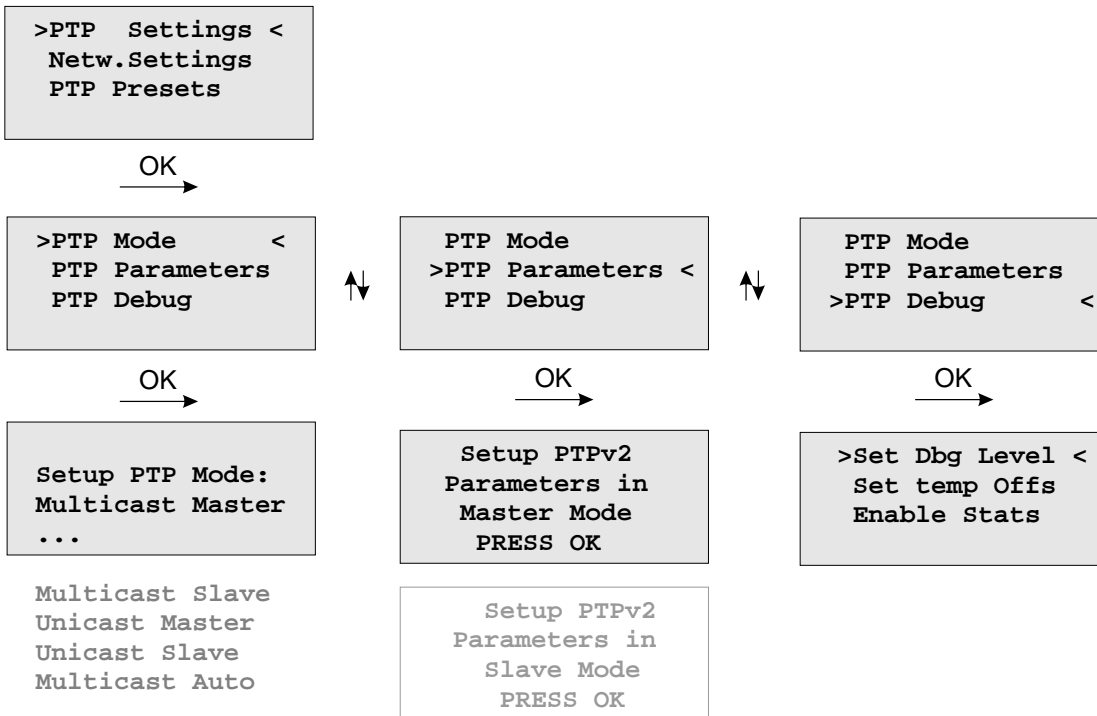 >PTP Settings <
Netw.Settings
PTP Presets
OK
>PTP Mode <
PTP Parameters
PTP Debug
PTP Mode
>PTP Parameters <
PTP Debug
PTP Mode
PTP Parameters
>PTP Debug <
OK
OK
OK
Setup PTP Mode:
Multicast Master
...
Multicast Slave
Unicast Master
Unicast Slave
Multicast Auto
Setup PTPv2
Parameters in
Master Mode
PRESS OK
Setup PTPv2
Parameters in
Slave Mode
PRESS OK
>Set Dbg Level <
Set temp Offs
Enable Stats